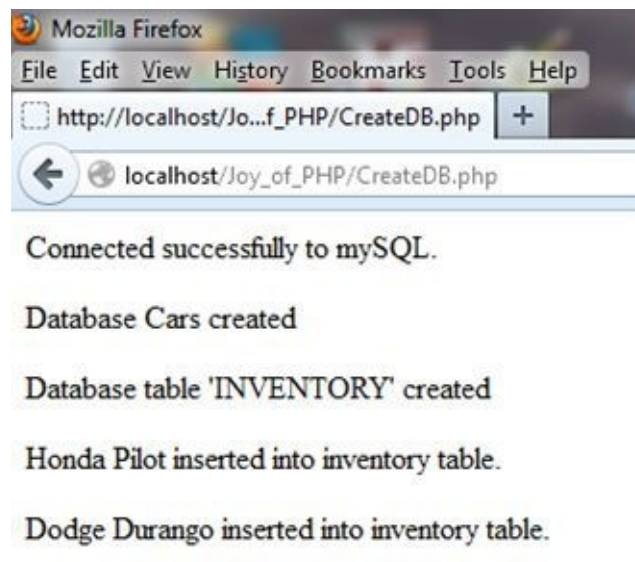 Mozilla Firefox
File Edit View History Bookmarks Tools Help
http://localhost/Jo...f_PHP/CreateDB.php +
localhost/Joy_of_PHP/CreateDB.php
Connected successfully to mySQL.
Database Cars created
Database table 'INVENTORY' created
Honda Pilot inserted into inventory table.
Dodge Durango inserted into inventory table.